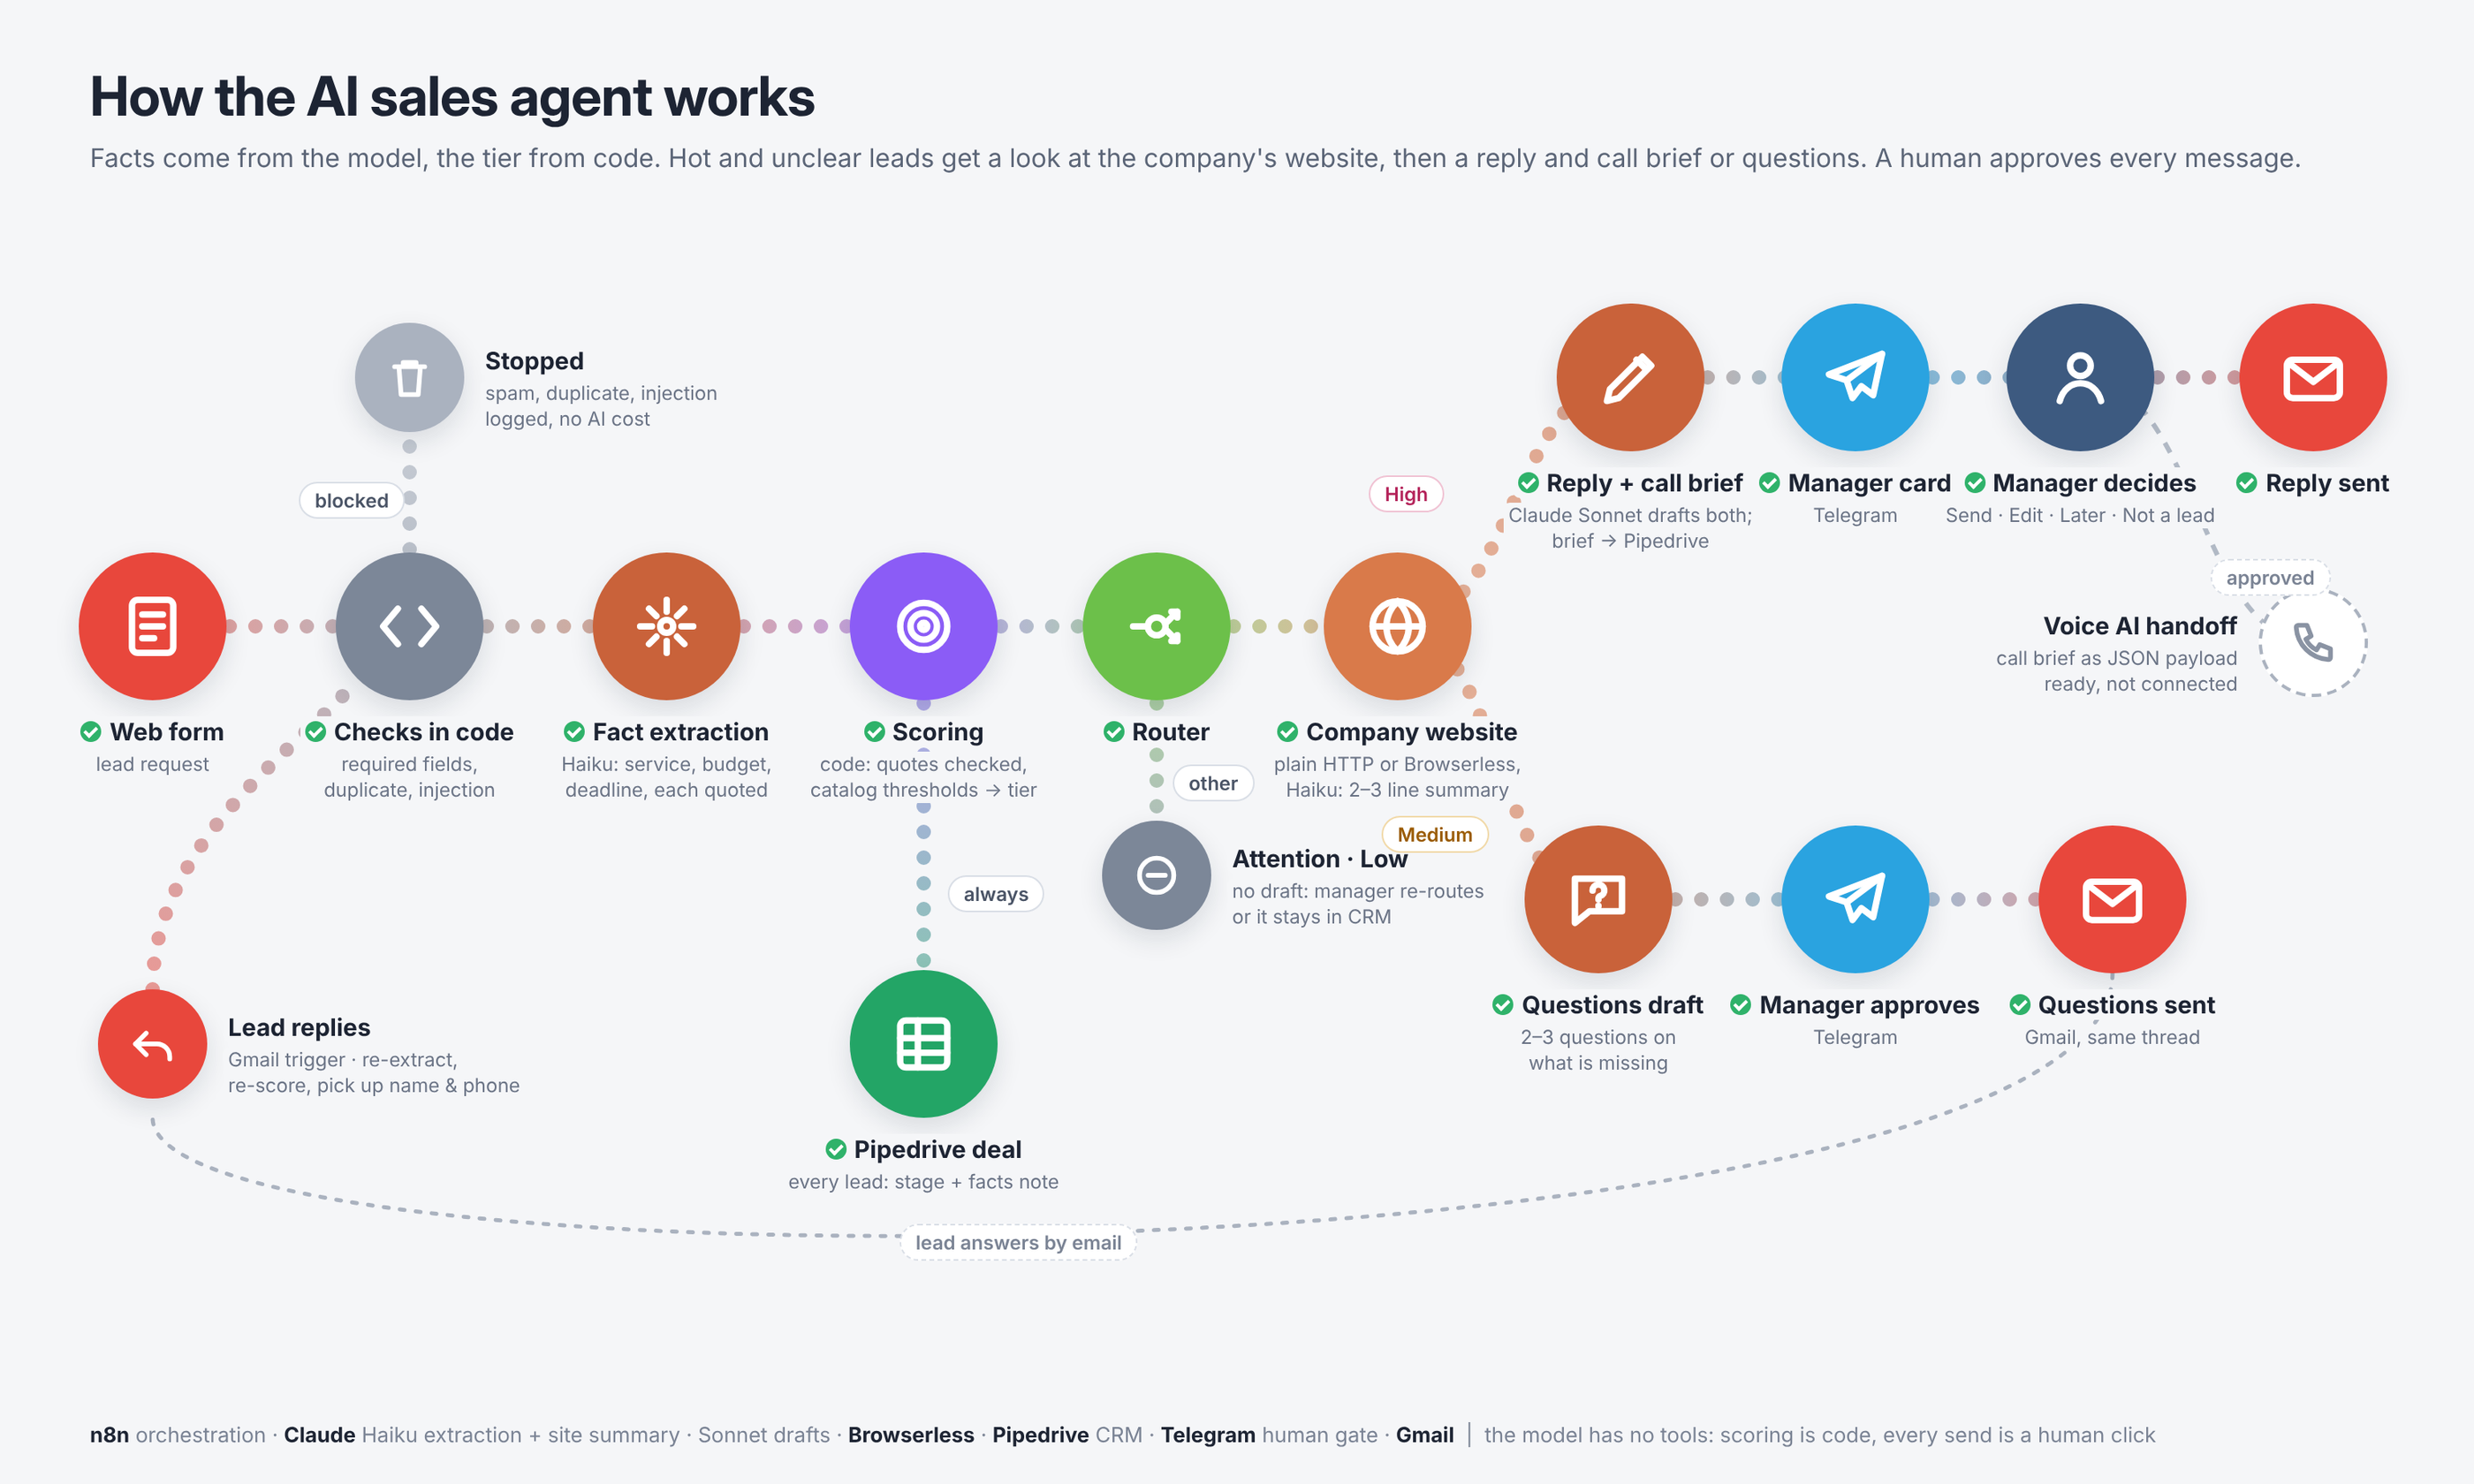 How the AI sales agent works
Facts come from the model, the tier from code. Hot and unclear leads get a look at the company's website, then a reply and call brief or questions. A human approves every message.
Stopped
spam, duplicate, injection
logged, no AI cost
blocked
Web form
lead request
Checks in code
required fields,
duplicate, injection
Fact extraction
Haiku: service, budget,
deadline, each quoted
Scoring
code: quotes checked,
catalog thresholds → tier
Router
other
Company website
plain HTTP or Browserless,
Haiku: 2–3 line summary
High
Reply + call brief
Claude Sonnet drafts both;
brief → Pipedrive
Manager card
Telegram
Manager decides
Send · Edit · Later · Not a lead
Reply sent
approved
Voice AI handoff
call brief as JSON payload
ready, not connected
Medium
Attention · Low
no draft: manager re-routes
or it stays in CRM
always
Questions draft
2–3 questions on
what is missing
Manager approves
Telegram
Questions sent
Gmail, same thread
Lead replies
Gmail trigger · re-extract,
re-score, pick up name & phone
Pipedrive deal
every lead: stage + facts note
lead answers by email
n8n orchestration · Claude Haiku extraction + site summary · Sonnet drafts · Browserless · Pipedrive CRM · Telegram human gate · Gmail | the model has no tools: scoring is code, every send is a human click